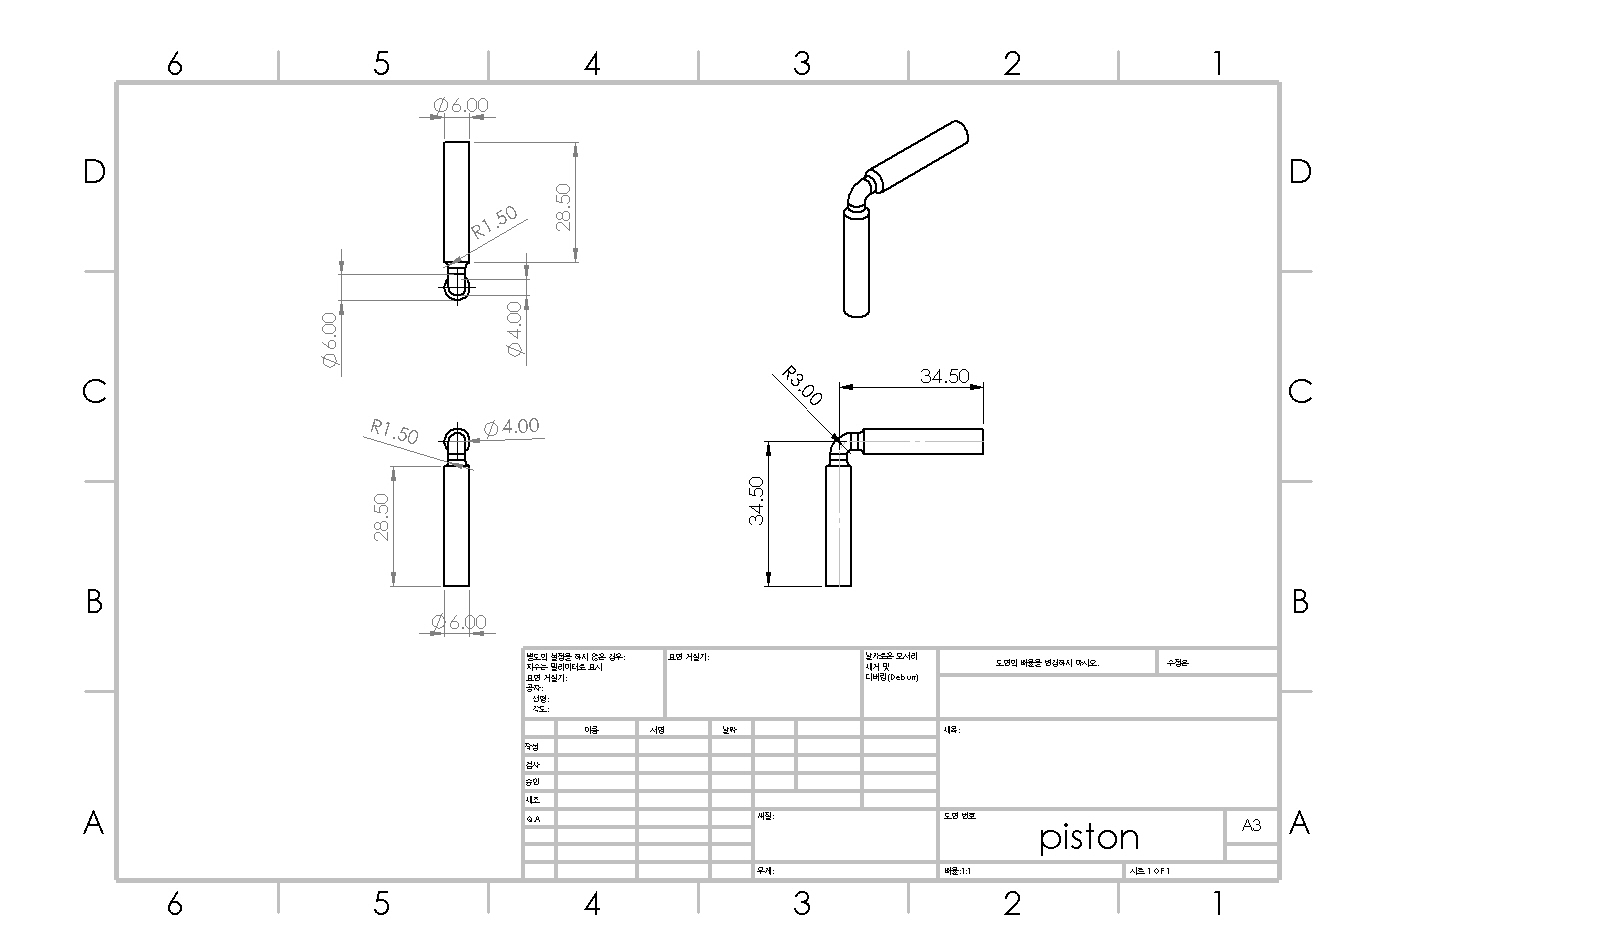 6 5 4 3 2 1
D D
C C
B B
A A
⌀6.00
28.50
R1.50
⌀6.00
⌀4.00
R1.50
⌀4.00
28.50
⌀6.00
R3.00
34.50
34.50
별도의 설정을 하지 않은 경우:
치수는 밀리미터로 표시
표면 거칠기:
공차:
선형:
각도:
표면 거칠기:
날카로운 모서리
제거 및
디버링(Deburr)
도면의 배율을 변경하지 마시오.
수정본
이름 서명 날짜
작성
검사
승인
제조
Q.A
제목:
재질:
도면 번호
piston
A3
무게:
배율:1:1
시트 1 OF 1
6 5 4 3 2 1